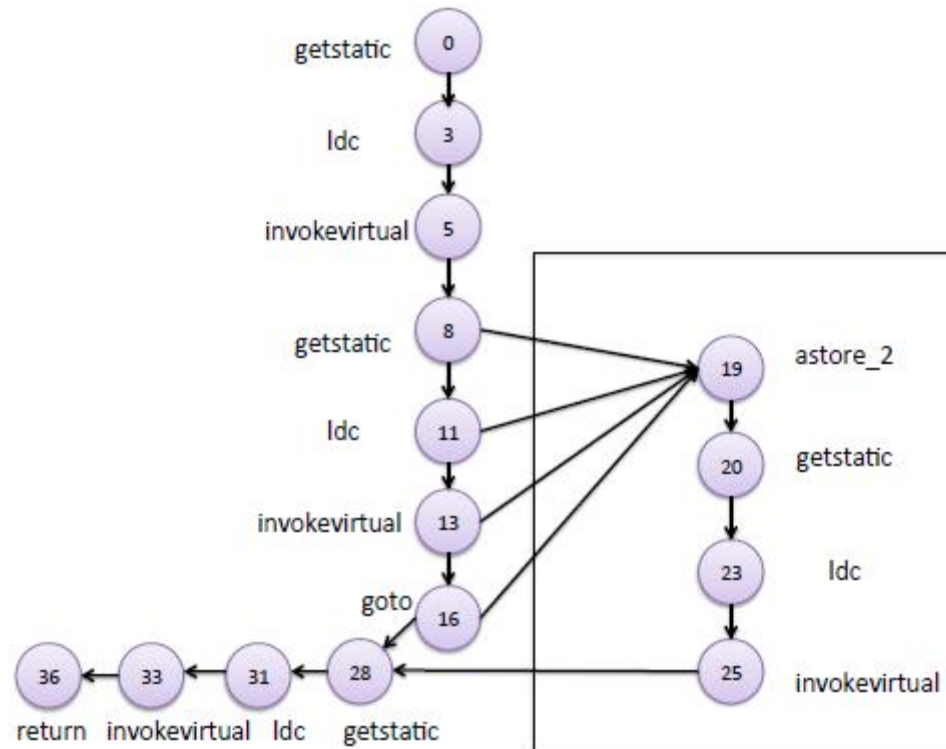 getstatic 0
ldc 3
invokevirtual 5
getstatic 8
19 astore_2
ldc 11
20 getstatic
invokevirtual 13
23 ldc
goto 16
36 33 31 28
25 invokevirtual
return invokevirtual ldc getstatic